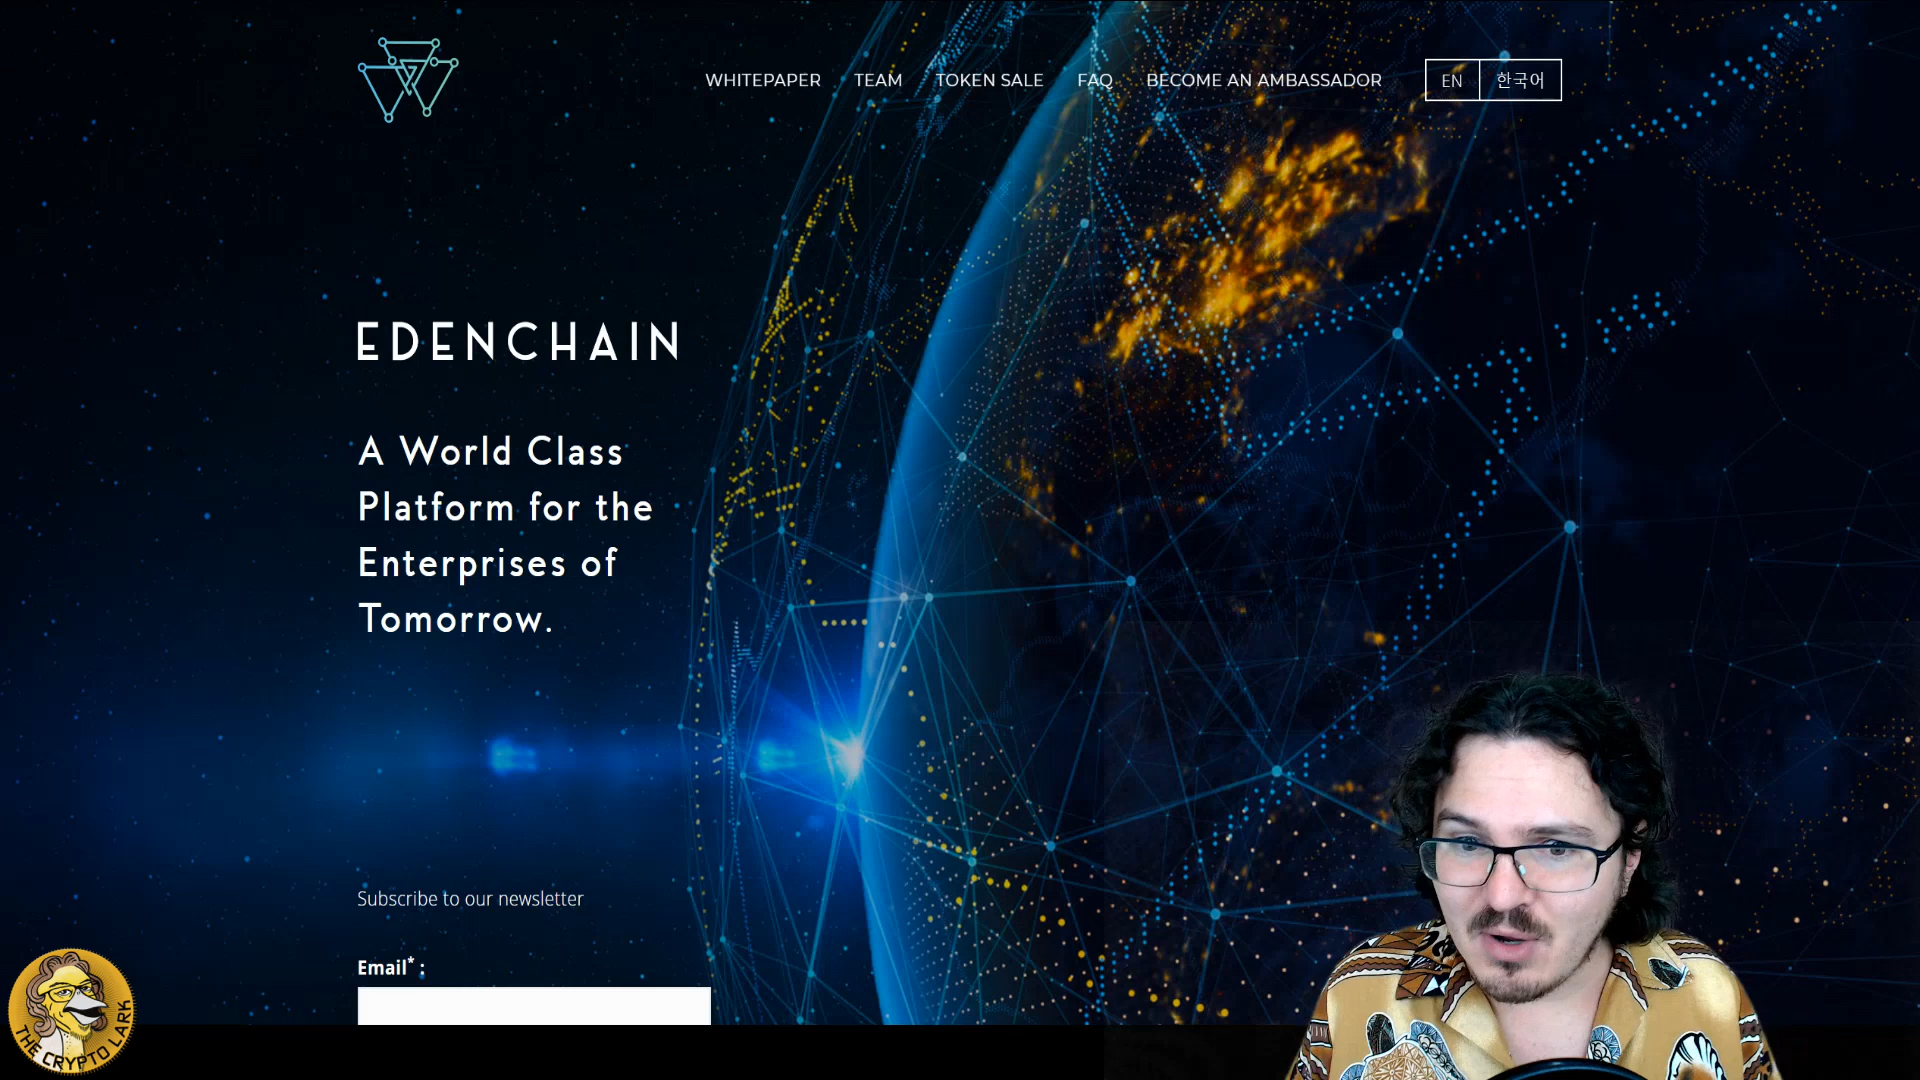 WHITEPAPER TEAM TOKEN SALE FAQ BECOME AN AMBASSADOR EN 한국어
EDENCHAIN
A World Class
Platform for the
Enterprises of
Tomorrow.
Subscribe to our newsletter
Email* :
THE CRYPTO LARK